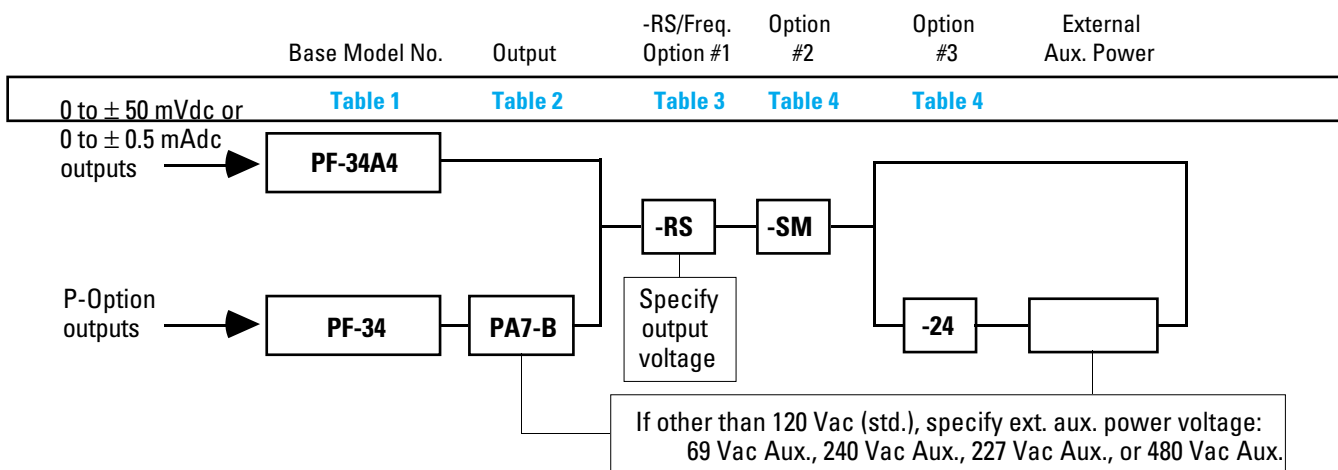 -RS/Freq. Option Option External
Base Model No. Output Option #1 #2 #3 Aux. Power
Table 1 Table 2 Table 3 Table 4 Table 4
0 to ± 50 mVdc or
0 to ± 0.5 mAdc
outputs
PF-34A4
-RS
-SM
P-Option
outputs
PF-34
PA7-B
Specify
output
voltage
-24
If other than 120 Vac (std.), specify ext. aux. power voltage:
69 Vac Aux., 240 Vac Aux., 227 Vac Aux., or 480 Vac Aux.